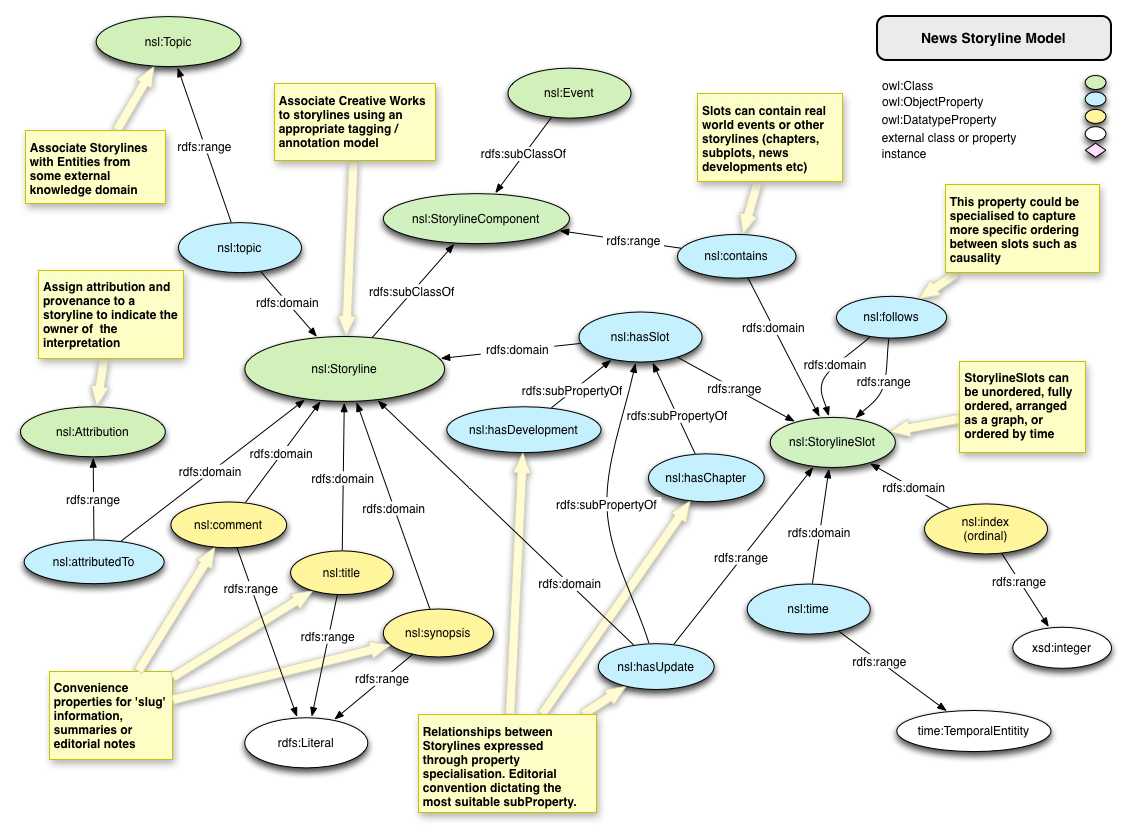 News Storyline Model
owl:Class
owl:ObjectProperty
owl:DatatypeProperty
external class or property
instance
nsl:Topic
Associate Storylines
with Entities from
some external
knowledge domain
rdfs:range
nsl:topic
rdfs:domain
Associate Creative Works
to storylines using an
appropriate tagging /
annotation model
nsl:Event
rdfs:subClassOf
nsl:StorylineComponent
rdfs:subClassOf
Slots can contain real
world events or other
storylines (chapters,
subplots, news
developments etc)
rdfs:range
nsl:contains
rdfs:domain
This property could be
specialised to capture
more specific ordering
between slots such as
causality
nsl:follows
rdfs:domain
rdfs:range
Assign attribution and
provenance to a
storyline to indicate the
owner of  the
interpretation
nsl:Storyline
rdfs:domain
nsl:hasSlot
rdfs:range
rdfs:subPropertyOf
nsl:hasDevelopment
rdfs:subPropertyOf
nsl:hasChapter
rdfs:subPropertyOf
StorylineSlots can
be unordered, fully
ordered, arranged
as a graph, or
ordered by time
nsl:StorylineSlot
nsl:Attribution
rdfs:range
nsl:attributedTo
rdfs:domain
nsl:comment
rdfs:domain
rdfs:range
nsl:title
rdfs:domain
rdfs:range
nsl:synopsis
rdfs:domain
rdfs:range
rdfs:Literal
rdfs:domain
nsl:hasUpdate
rdfs:range
rdfs:domain
nsl:time
rdfs:range
time:TemporalEntitity
rdfs:domain
nsl:index
(ordinal)
rdfs:range
xsd:integer
Convenience
properties for 'slug'
information,
summaries or
editorial notes
Relationships between
Storylines expressed
through property
specialisation. Editorial
convention dictating the
most suitable subProperty.